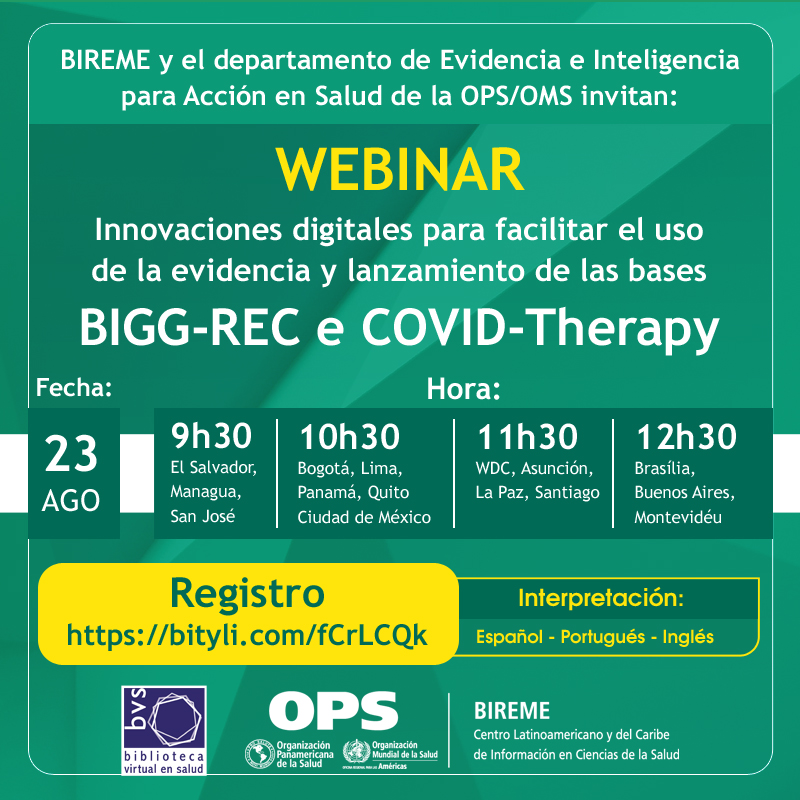 BIREME y el departamento de Evidencia e Inteligencia
para Acción en Salud de la OPS/OMS invitan:
WEBINAR
Innovaciones digitales para facilitar el uso
de la evidencia y lanzamiento de las bases
BIGG-REC e COVID-Therapy
Fecha:
Hora:
23
AGO
9h30
El Salvador,
Managua,
San José
10h30
Bogotá, Lima,
Panamá, Quito
Ciudad de México
11h30
WDC, Asunción,
La Paz, Santiago
12h30
Brasília,
Buenos Aires,
Montevidéu
Registro
https://bityli.com/fCrLCQk
Interpretación:
Español - Portugués - Inglés
bvs
biblioteca
virtual en salud
OPS
Organización
Panamericana
de la Salud
Organización
Mundial de la Salud
OFICINA REGIONAL PARA LAS Américas
BIREME
Centro Latinoamericano y del Caribe
de Información en Ciencias de la Salud